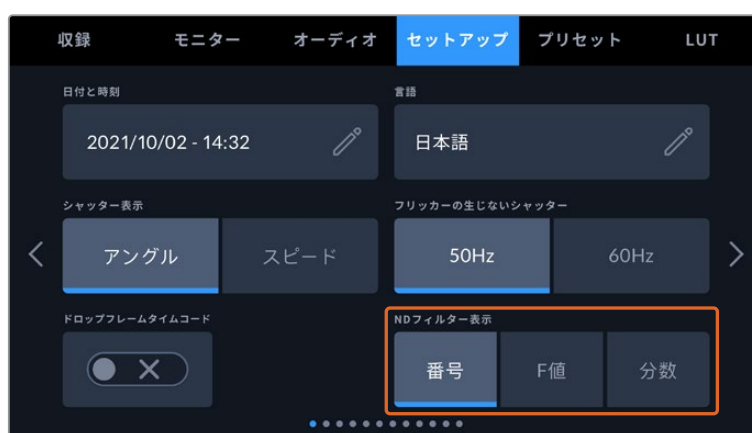 収録 モニター オーディオ セットアップ プリセット LUT
日付と時刻 言語
2021/10/02 - 14:32 日本語
シャッター表示 フリッカーの生じないシャッター
アングル スピード 50Hz 60Hz
ドロップフレームタイムコード NDフィルター表示
番号 F値 分数